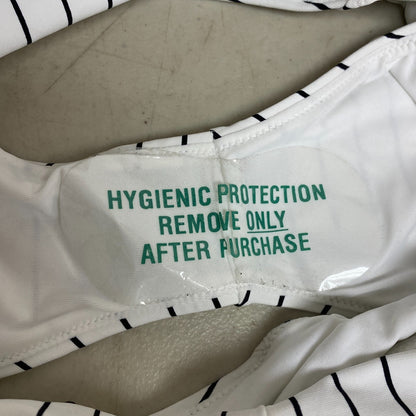 HYGIENIC PROTECTION
REMOVE ONLY
AFTER PURCHASE